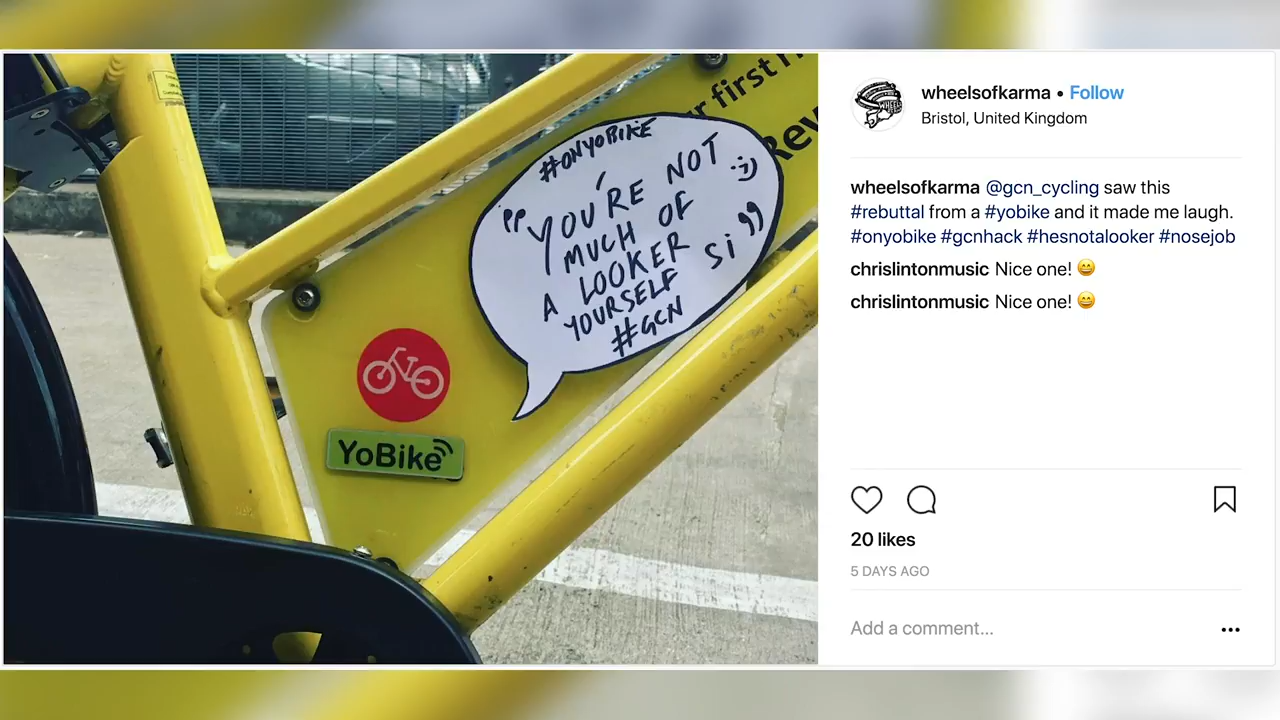 r first r
Rev
#ONYOBIKE
"YOU'RE NOT
MUCH OF
A LOOKER
YOURSELF SI"
#GCN
:)
YoBike
wheelsofkarma • Follow
Bristol, United Kingdom
wheelsofkarma @gcn_cycling saw this
#rebuttal from a #yobike and it made me laugh.
#onyobike #gcnhack #hesnotalooker #nosejob
chrislintonmusic Nice one! 😄
chrislintonmusic Nice one! 😄
20 likes
5 DAYS AGO
Add a comment...